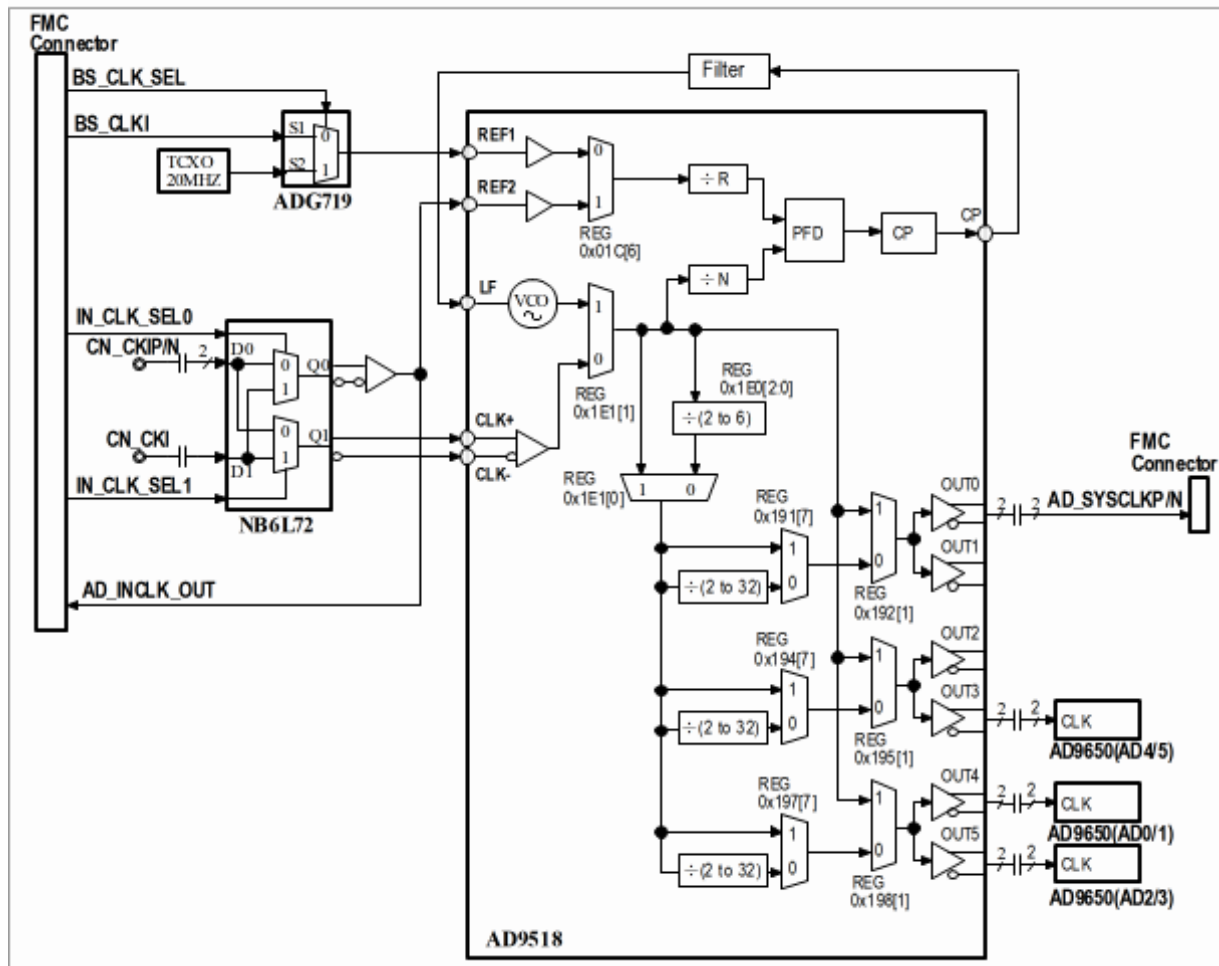 FMC
Connector
BS_CLK_SEL
BS_CLKI
TCXO
20MHZ
S1
0
S2
1
ADG719
Filter
REF1
REF2
0
1
REG
0x01C[6]
÷ R
÷ N
PFD
CP
CP
LF
VCO
1
0
REG
0x1E1[1]
IN_CLK_SEL0
CN_CKIP/N
2
D0
0
1
Q0
CN_CKI
0
1
Q1
D1
IN_CLK_SEL1
NB6L72
AD_INCLK_OUT
CLK+
CLK-
REG
0x1E0[2:0]
÷(2 to 6)
REG
0x1E1[0]
1 0
REG
0x191[7]
1
0
÷(2 to 32)
1
0
REG
0x192[1]
OUT0
OUT1
2 2
AD_SYSCLKP/N
FMC
Connector
REG
0x194[7]
1
0
÷(2 to 32)
1
0
REG
0x195[1]
OUT2
OUT3
2 2
CLK
AD9650(AD4/5)
REG
0x197[7]
1
0
÷(2 to 32)
1
0
REG
0x198[1]
OUT4
2 2
CLK
AD9650(AD0/1)
OUT5
2 2
CLK
AD9650(AD2/3)
AD9518